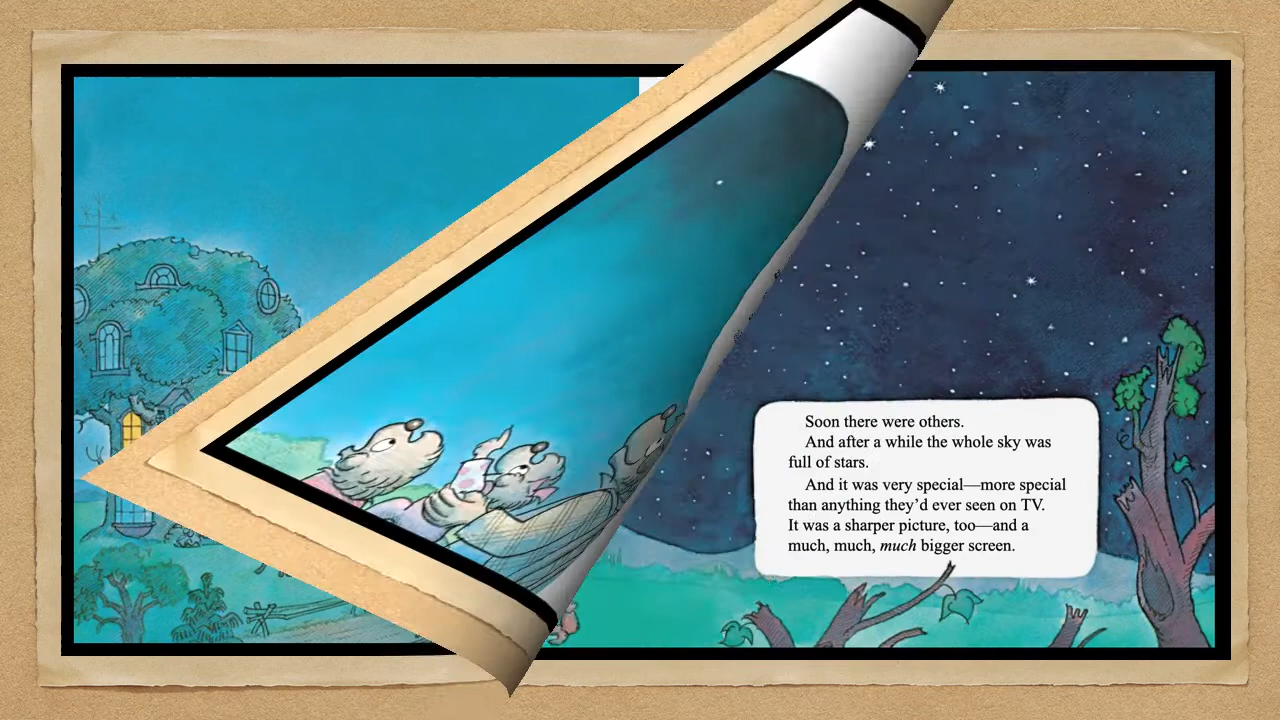 Soon there were others.
And after a while the whole sky was
full of stars.
And it was very special—more special
than anything they’d ever seen on TV.
It was a sharper picture, too—and a
much, much, much bigger screen.